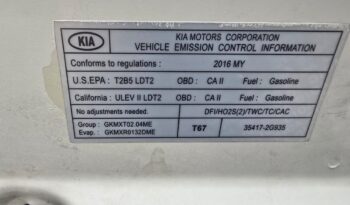 KIA
KIA MOTORS CORPORATION
VEHICLE EMISSION CONTROL INFORMATION
Conforms to regulations : 2016 MY
U.S.EPA : T2B5 LDT2 OBD : CA II Fuel : Gasoline
California : ULEV II LDT2 OBD : CA II Fuel : Gasoline
No adjustments needed. DFI/HO2S(2)/TWC/TC/CAC
Group : GKMXT02.04ME
Evap. : GKMXR0132DME
T67 35417-2G935